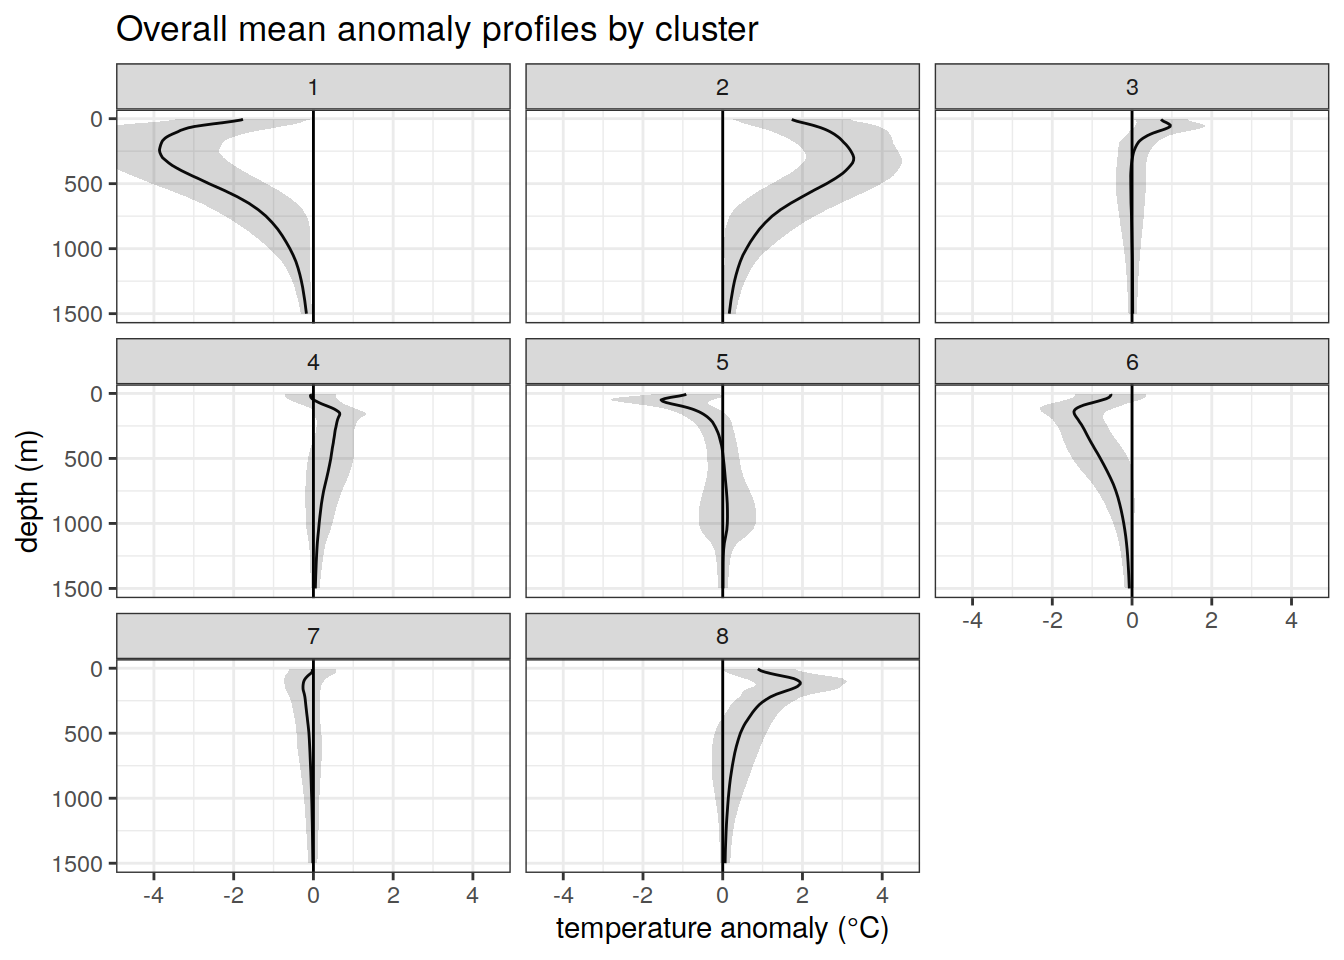 Overall mean anomaly profiles by cluster
1 2 3
0
500
1000
1500
4 5 6
0
500
1000
1500
-4 -2 0 2 4
7 8
0
500
1000
1500
-4 -2 0 2 4 -4 -2 0 2 4
temperature anomaly (°C)
depth (m)